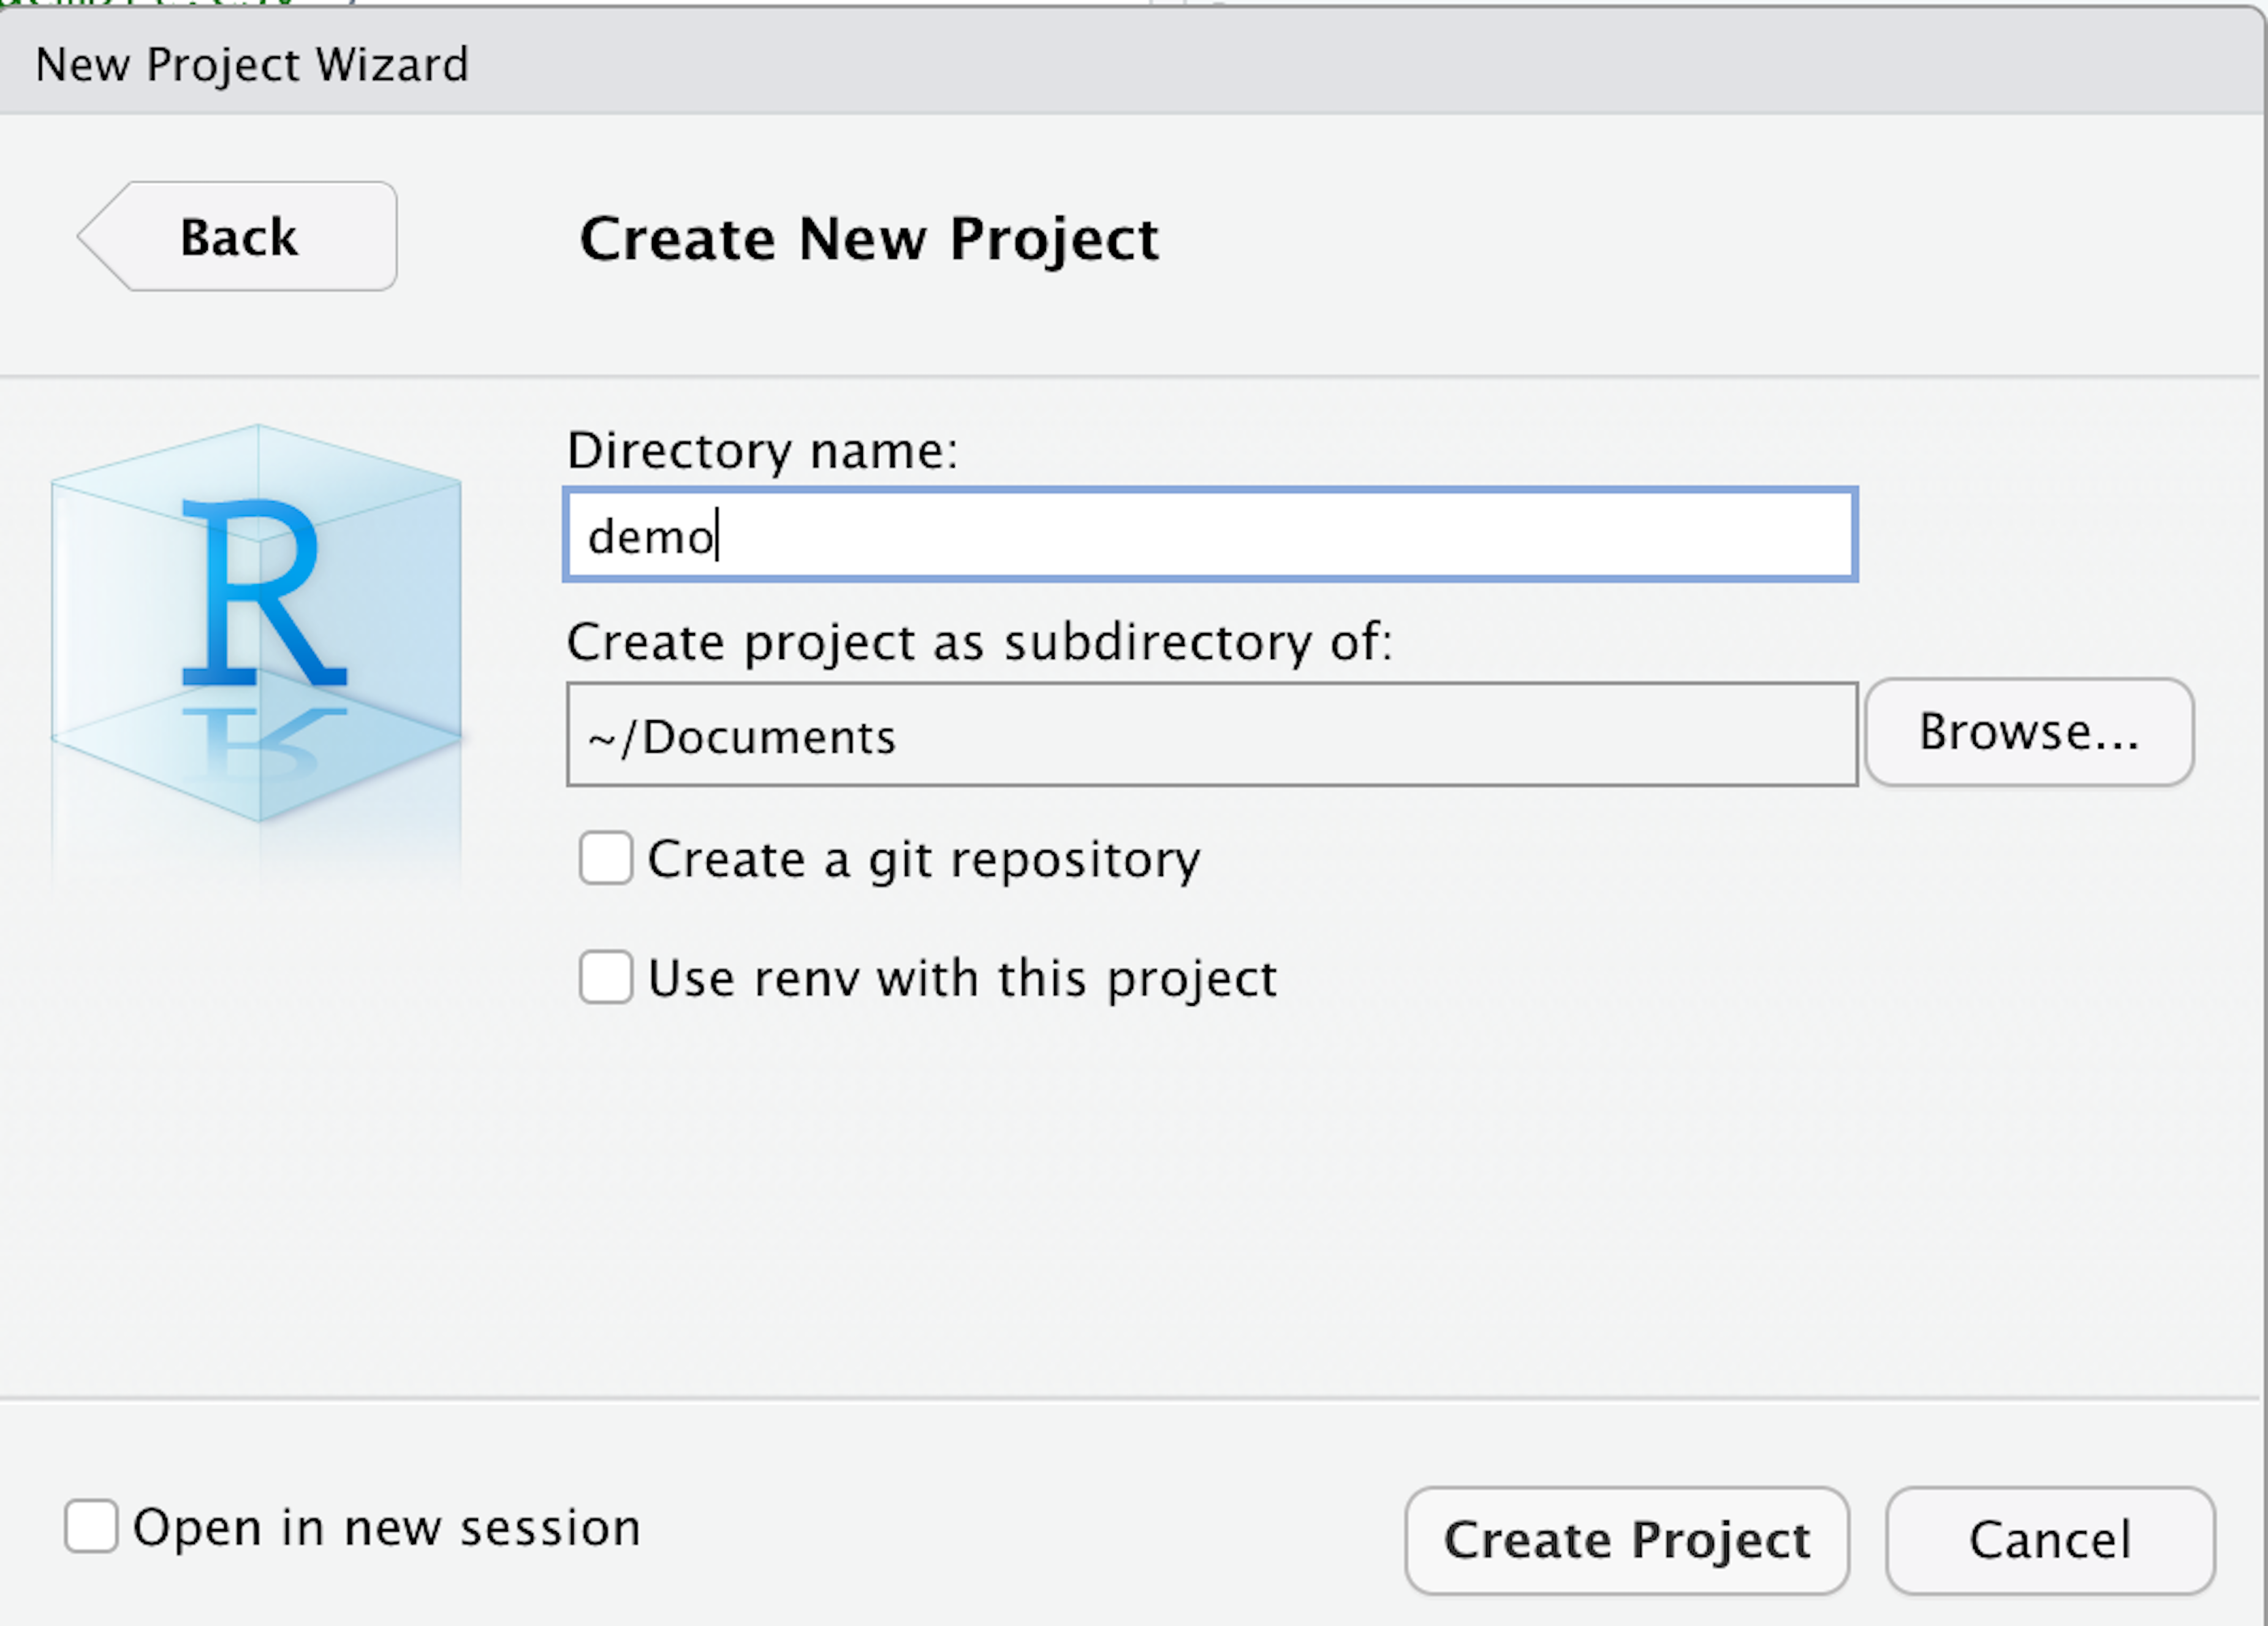 New Project Wizard
Back
Create New Project
R
Directory name:
demo
Create project as subdirectory of:
~/Documents
Browse...
Create a git repository
Use renv with this project
Open in new session
Create Project
Cancel